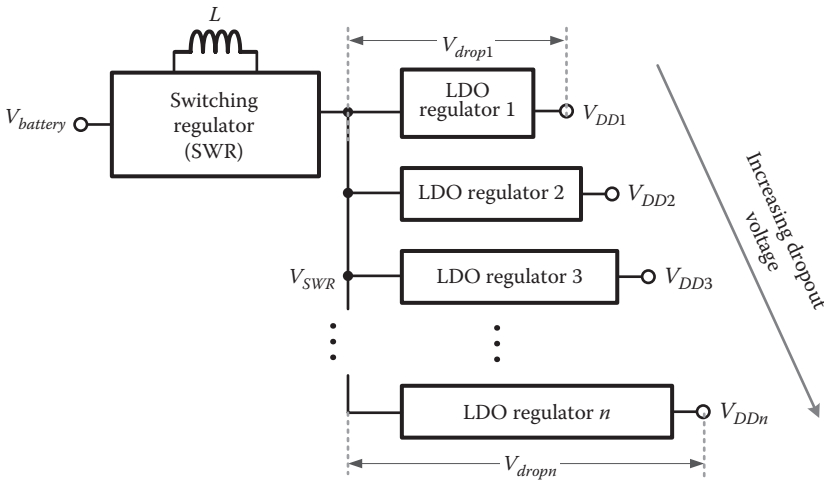 L
V_drop1
V_battery
Switching
regulator
(SWR)
LDO
regulator 1
V_DD1
LDO regulator 2
V_DD2
V_SWR
LDO regulator 3
V_DD3
LDO regulator n
V_DDn
V_dropn
Increasing dropout
voltage